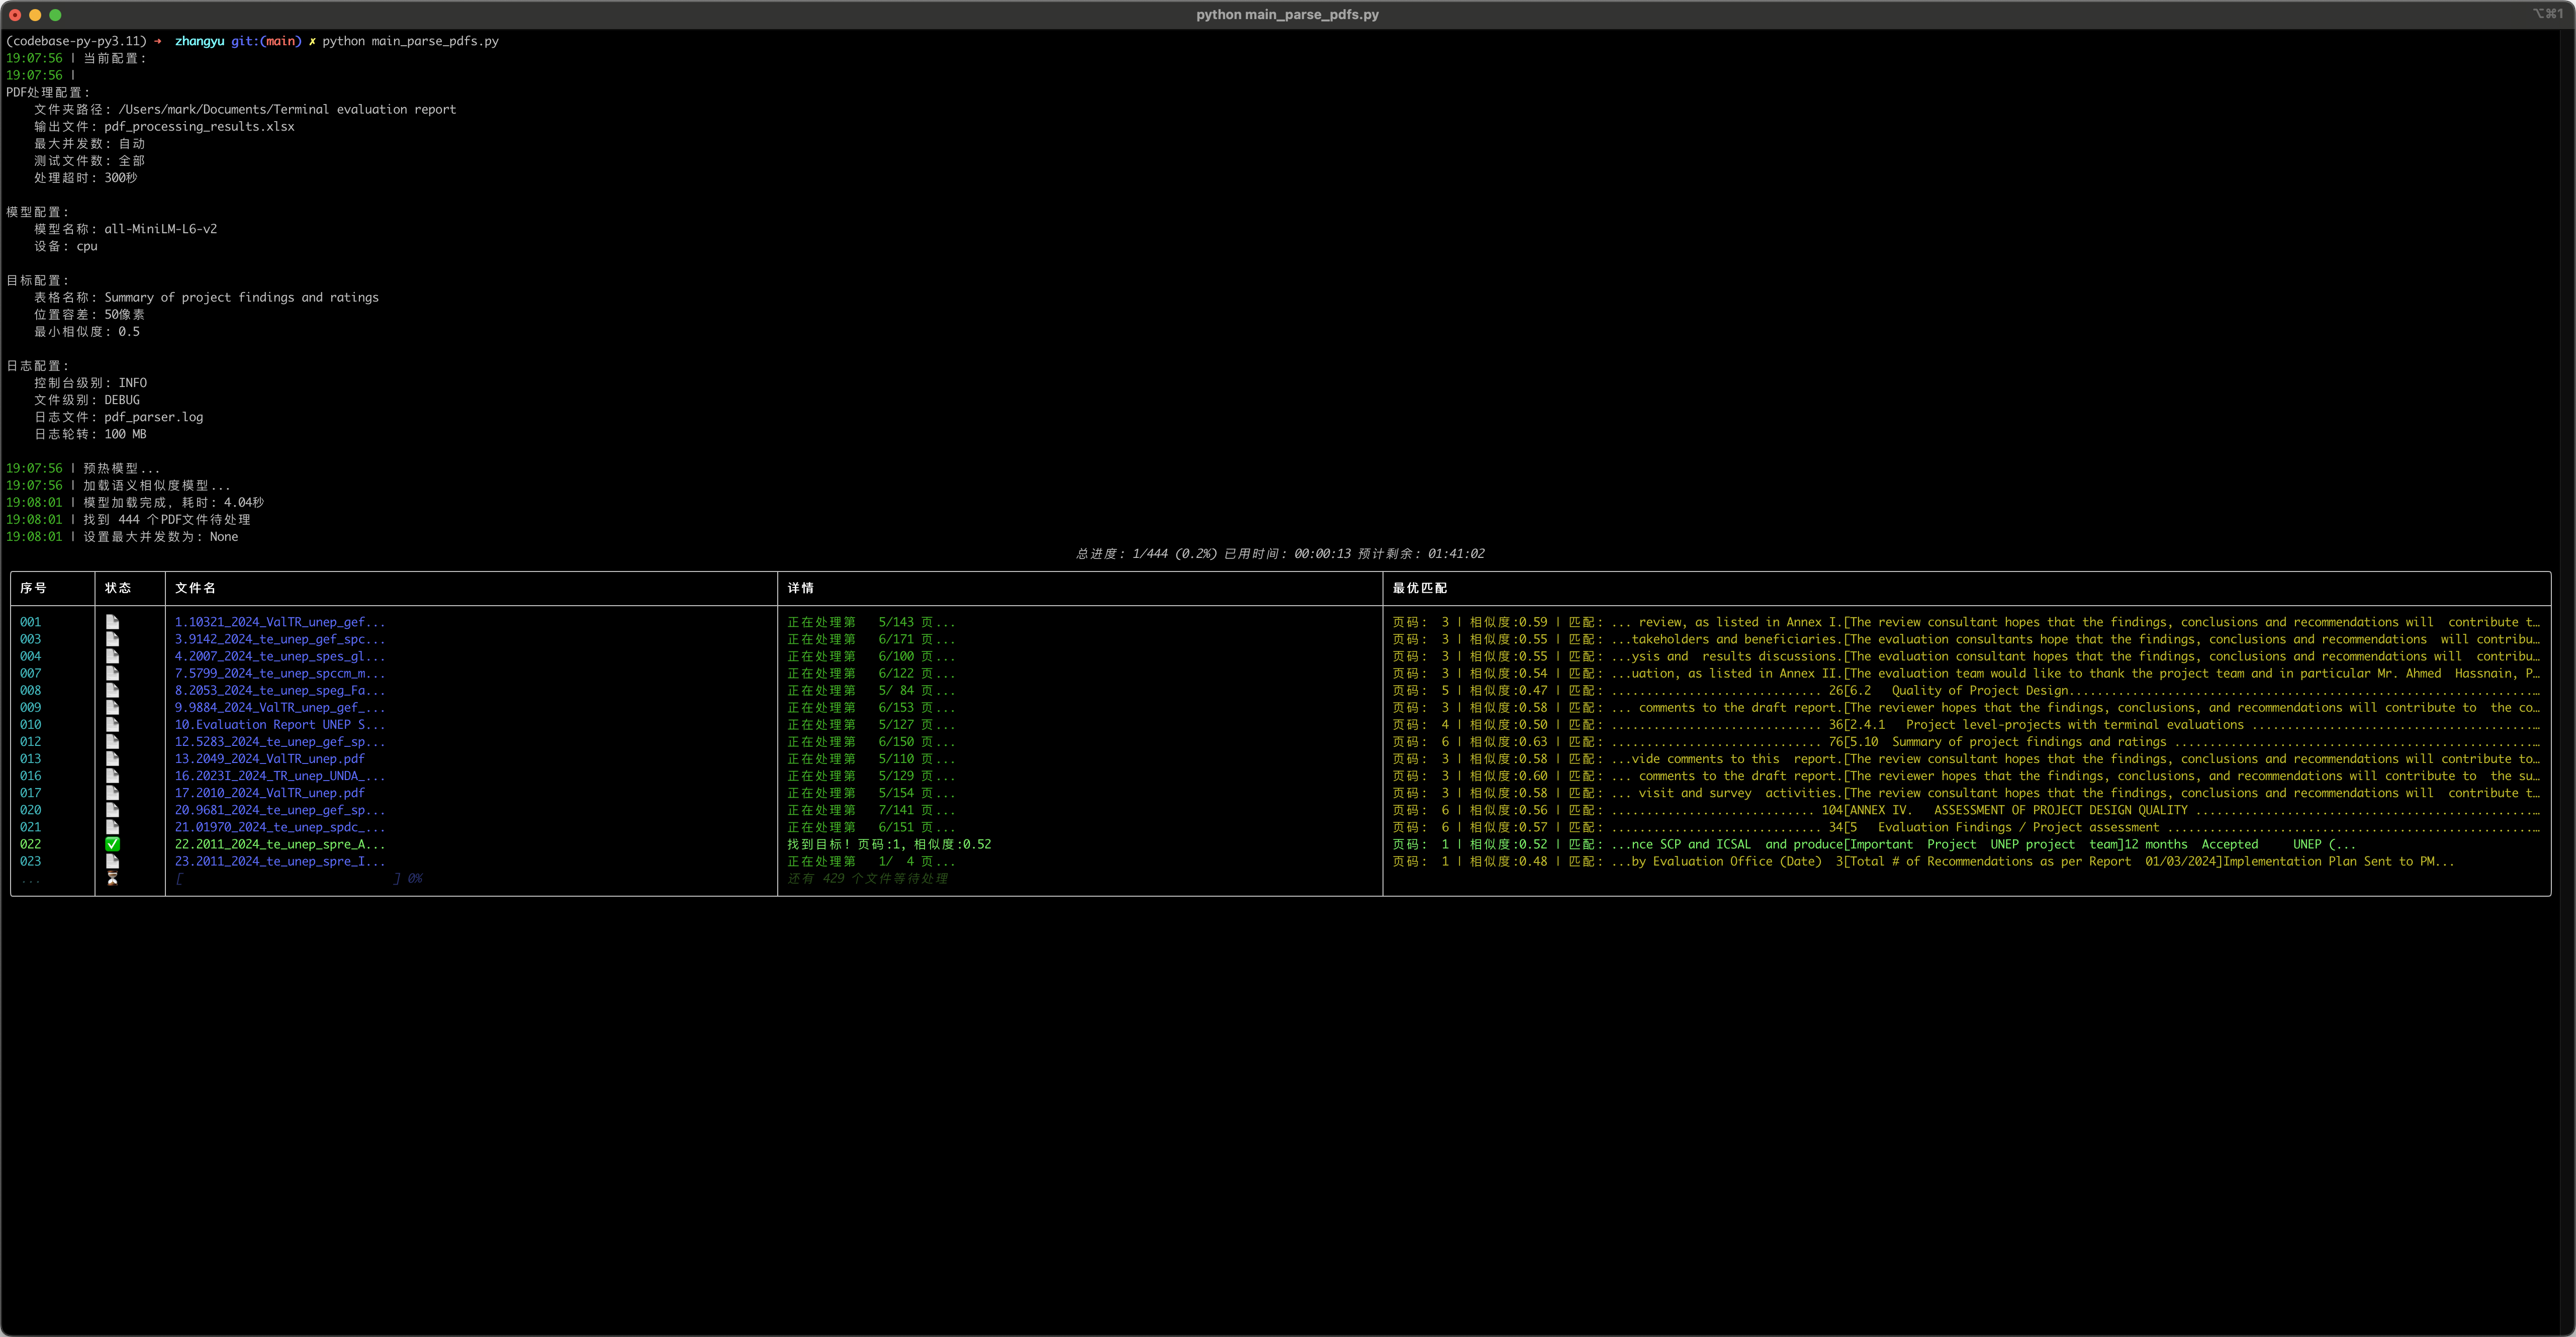 python main_parse_pdfs.py
⌥⌘1
(codebase-py-py3.11) ➜ zhangyu git:(main) ✗ python main_parse_pdfs.py
19:07:56 | 当前配置:
19:07:56 |
PDF处理配置:
文件夹路径: /Users/mark/Documents/Terminal evaluation report
输出文件: pdf_processing_results.xlsx
最大并发数: 自动
测试文件数: 全部
处理超时: 300秒
模型配置:
模型名称: all-MiniLM-L6-v2
设备: cpu
目标配置:
表格名称: Summary of project findings and ratings
位置容差: 50像素
最小相似度: 0.5
日志配置:
控制台级别: INFO
文件级别: DEBUG
日志文件: pdf_parser.log
日志轮转: 100 MB
19:07:56 | 预热模型...
19:07:56 | 加载语义相似度模型...
19:08:01 | 模型加载完成, 耗时: 4.04秒
19:08:01 | 找到 444 个PDF文件待处理
19:08:01 | 设置最大并发数为: None
总进度: 1/444 (0.2%) 已用时间: 00:00:13 预计剩余: 01:41:02
序号 状态 文件名 详情 最优匹配
001 1.10321_2024_ValTR_unep_gef... 正在处理第 5/143 页... 页码: 3 | 相似度:0.59 | 匹配: ... review, as listed in Annex I.[The review consultant hopes that the findings, conclusions and recommendations will contribute t…
003 3.9142_2024_te_unep_gef_spc... 正在处理第 6/171 页... 页码: 3 | 相似度:0.55 | 匹配: ...takeholders and beneficiaries.[The evaluation consultants hope that the findings, conclusions and recommendations will contribu…
004 4.2007_2024_te_unep_spes_gl... 正在处理第 6/100 页... 页码: 3 | 相似度:0.55 | 匹配: ...ysis and results discussions.[The evaluation consultant hopes that the findings, conclusions and recommendations will contribu…
007 7.5799_2024_te_unep_spccm_m... 正在处理第 6/122 页... 页码: 3 | 相似度:0.54 | 匹配: ...uation, as listed in Annex II.[The evaluation team would like to thank the project team and in particular Mr. Ahmed Hassnain, P…
008 8.2053_2024_te_unep_speg_Fa... 正在处理第 5/ 84 页... 页码: 5 | 相似度:0.47 | 匹配: .............................. 26[6.2 Quality of Project Design...................................................................…
009 9.9884_2024_ValTR_unep_gef_... 正在处理第 6/153 页... 页码: 3 | 相似度:0.58 | 匹配: ... comments to the draft report.[The reviewer hopes that the findings, conclusions, and recommendations will contribute to the co…
010 10.Evaluation Report UNEP S... 正在处理第 5/127 页... 页码: 4 | 相似度:0.50 | 匹配: .............................. 36[2.4.1 Project level-projects with terminal evaluations .........................................…
012 12.5283_2024_te_unep_gef_sp... 正在处理第 6/150 页... 页码: 6 | 相似度:0.63 | 匹配: .............................. 76[5.10 Summary of project findings and ratings ....................................................…
013 13.2049_2024_ValTR_unep.pdf 正在处理第 5/110 页... 页码: 3 | 相似度:0.58 | 匹配: ...vide comments to this report.[The review consultant hopes that the findings, conclusions and recommendations will contribute to…
016 16.2023I_2024_TR_unep_UNDA_... 正在处理第 5/129 页... 页码: 3 | 相似度:0.60 | 匹配: ... comments to the draft report.[The reviewer hopes that the findings, conclusions, and recommendations will contribute to the su…
017 17.2010_2024_ValTR_unep.pdf 正在处理第 5/154 页... 页码: 3 | 相似度:0.58 | 匹配: ... visit and survey activities.[The review consultant hopes that the findings, conclusions and recommendations will contribute t…
020 20.9681_2024_te_unep_gef_sp... 正在处理第 7/141 页... 页码: 6 | 相似度:0.56 | 匹配: ............................. 104[ANNEX IV. ASSESSMENT OF PROJECT DESIGN QUALITY .................................................…
021 21.01970_2024_te_unep_spdc_... 正在处理第 6/151 页... 页码: 6 | 相似度:0.57 | 匹配: .............................. 34[5 Evaluation Findings / Project assessment .....................................................…
022 ✅ 22.2011_2024_te_unep_spre_A... 找到目标! 页码:1, 相似度:0.52 页码: 1 | 相似度:0.52 | 匹配: ...nce SCP and ICSAL and produce[Important Project UNEP project team]12 months Accepted UNEP (...
023 23.2011_2024_te_unep_spre_I... 正在处理第 1/ 4 页... 页码: 1 | 相似度:0.48 | 匹配: ...by Evaluation Office (Date) 3[Total # of Recommendations as per Report 01/03/2024]Implementation Plan Sent to PM...
... ⏳ [ ] 0% 还有 429 个文件等待处理